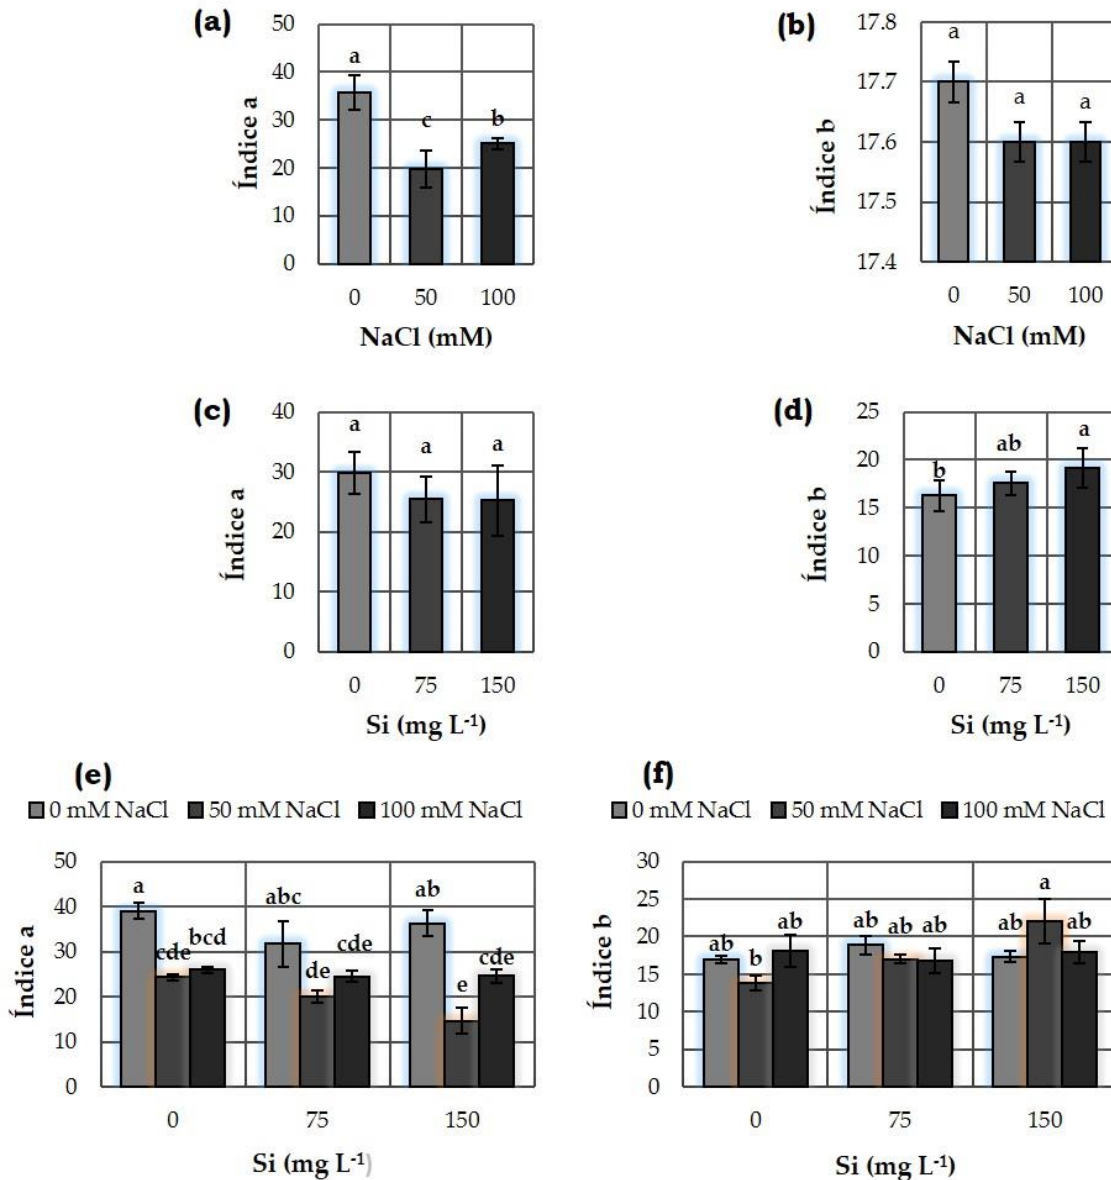 (a)
50
40
30
20
10
0
Índice a
a
c
b
0 50 100
NaCl (mM)
(b)
17.8
17.7
17.6
17.5
17.4
Índice b
a
a
a
0 50 100
NaCl (mM)
(c)
40
30
20
10
0
Índice a
a
a
a
0 75 150
Si (mg L-1)
(d)
25
20
15
10
5
0
Índice b
b
ab
a
0 75 150
Si (mg L-1)
(e)
0 mM NaCl 50 mM NaCl 100 mM NaCl
50
40
30
20
10
0
Índice a
a
cde
bcd
abc
de
cde
ab
e
cde
0 75 150
Si (mg L-1)
(f)
0 mM NaCl 50 mM NaCl 100 mM NaCl
30
25
20
15
10
5
0
Índice b
ab
b
ab
ab
ab
ab
ab
a
ab
0 75 150
Si (mg L-1)